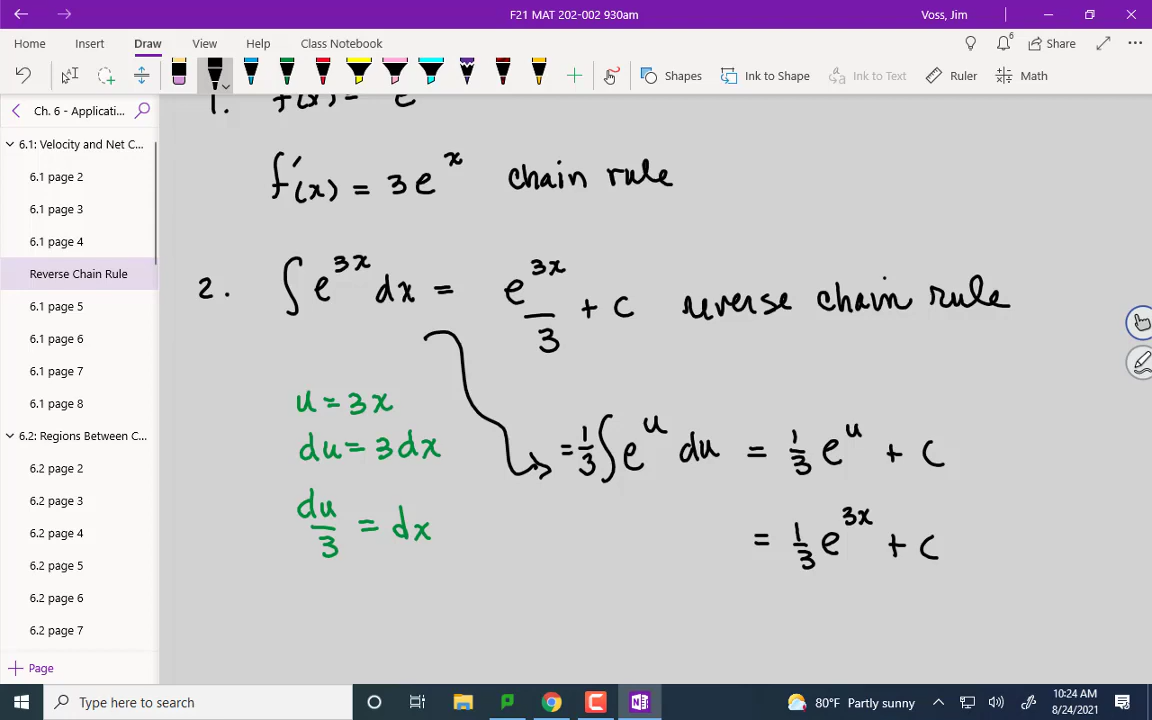 F21 MAT 202-002 930am
Voss, Jim
Home Insert Draw View Help Class Notebook
Share
Shapes Ink to Shape Ink to Text Ruler Math
Ch. 6 - Applicati...
6.1: Velocity and Net C...
6.1 page 2
6.1 page 3
6.1 page 4
Reverse Chain Rule
6.1 page 5
6.1 page 6
6.1 page 7
6.1 page 8
6.2: Regions Between C...
6.2 page 2
6.2 page 3
6.2 page 4
6.2 page 5
6.2 page 6
6.2 page 7
Page
1. f(x) = e
f'(x) = 3e^x chain rule
2. ∫ e^3x dx = e^3x/3 + c reverse chain rule
u = 3x
du = 3dx
du/3 = dx
= 1/3 ∫ e^u du = 1/3 e^u + c
= 1/3 e^3x + c
Type here to search
80°F Partly sunny
10:24 AM
8/24/2021